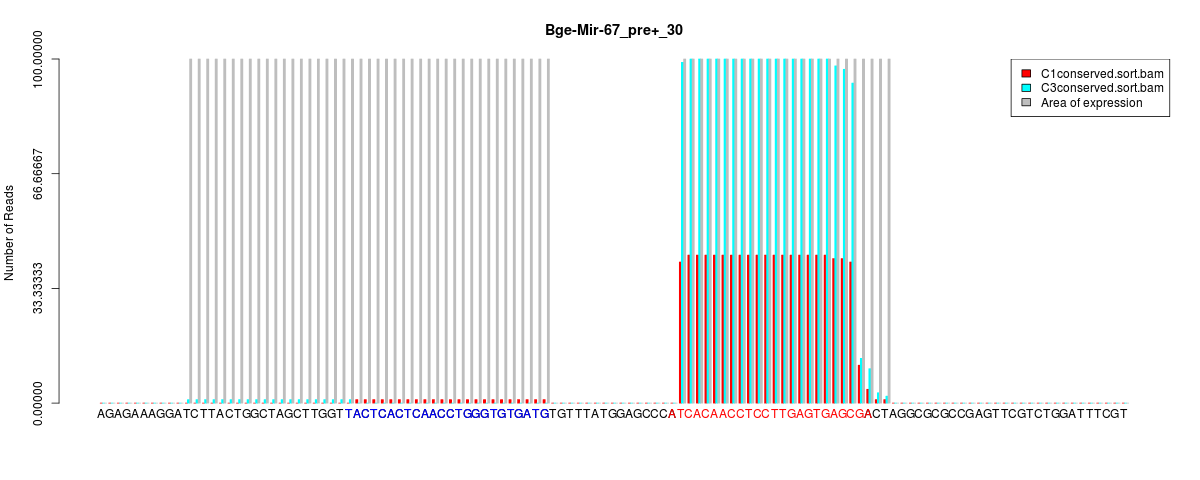 Bge-Mir-67_pre+_30
100.00000
66.66667
33.33333
0.00000
Number of Reads
C1conserved.sort.bam
C3conserved.sort.bam
Area of expression
AGAGAAAGGATCTTACTGGCTAGCTTGGTTACTCACTCAACCTGGGTGTGATGTGTTTATGGAGCCCATCACAACCTCCTTGAGTGAGCGACTAGGCGCGCCGAGTTCGTCTGGATTTCGT